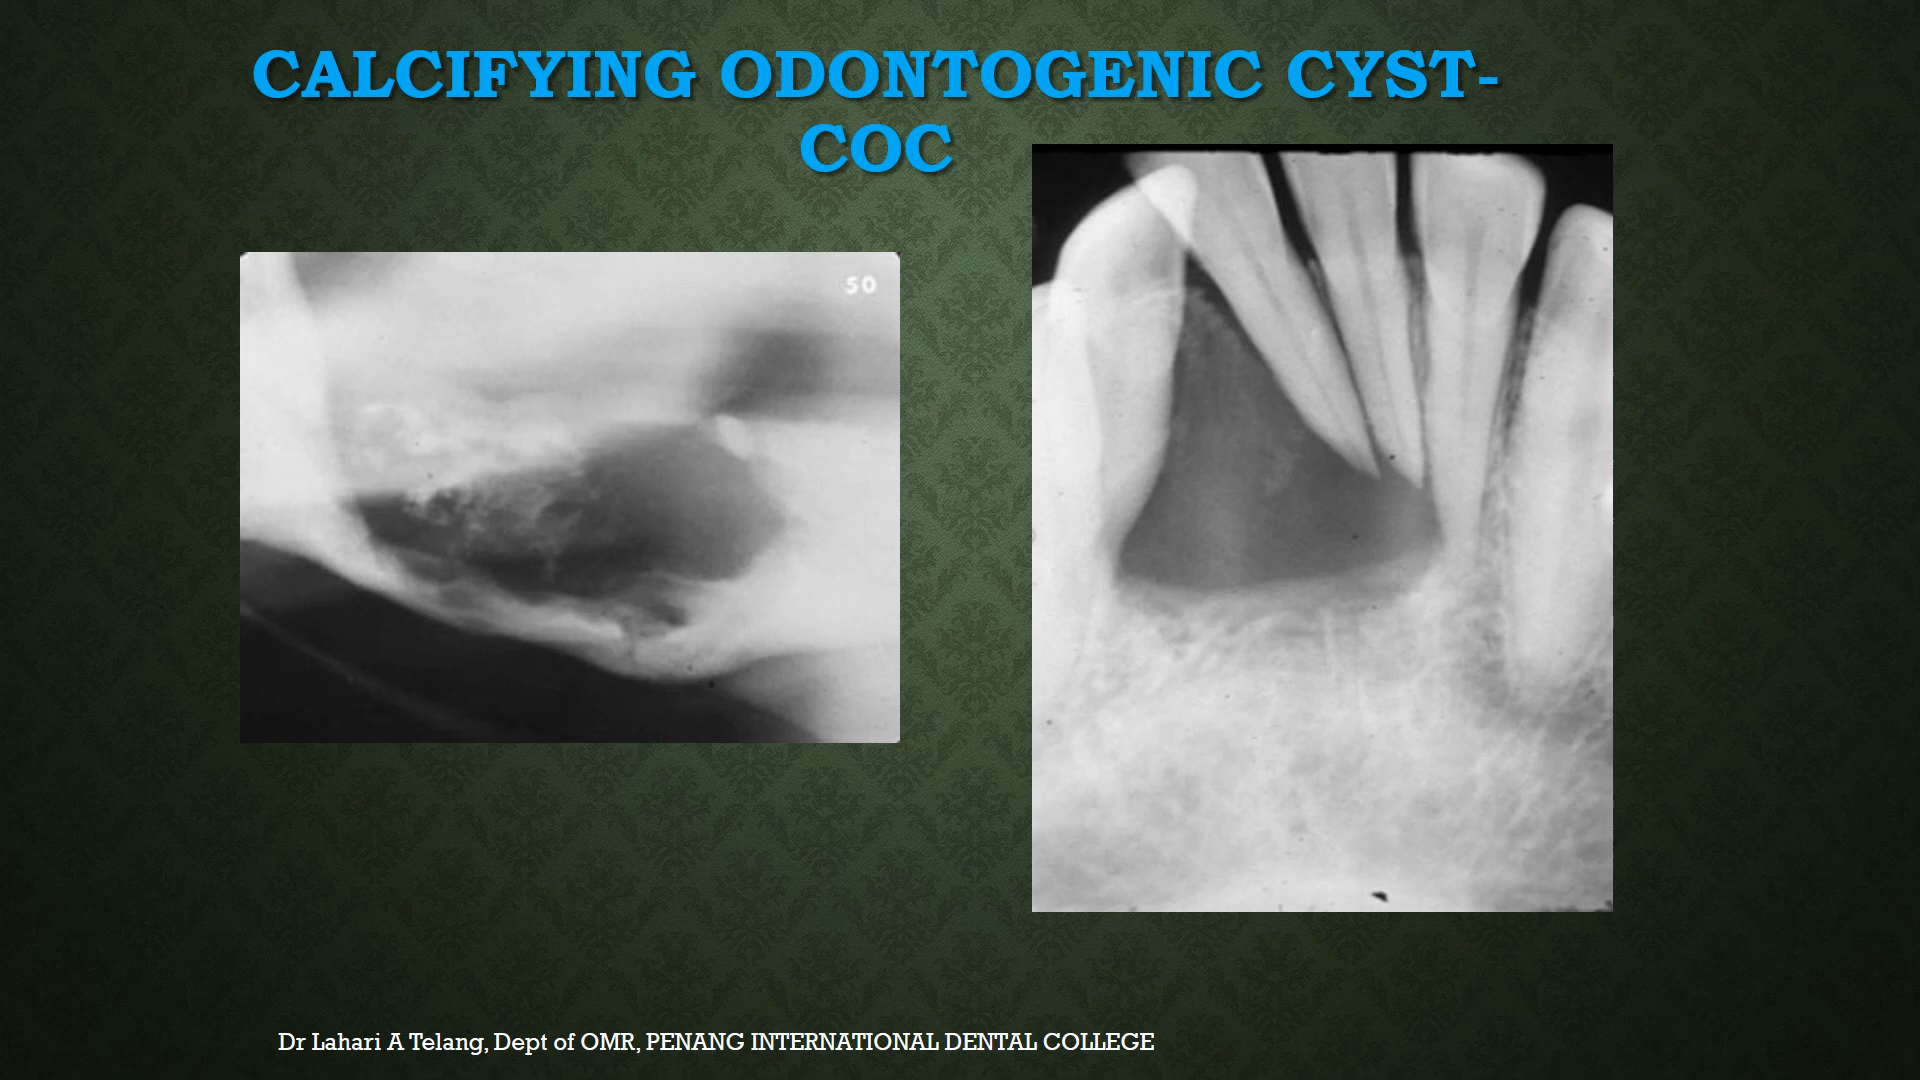 CALCIFYING ODONTOGENIC CYST-
COC
50
Dr Lahari A Telang, Dept of OMR, PENANG INTERNATIONAL DENTAL COLLEGE